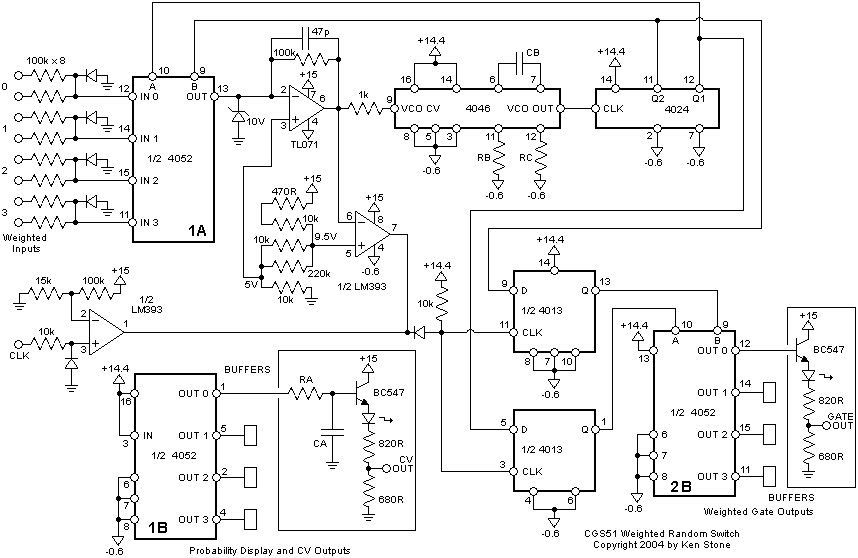 100k x 8
0
1
2
3
Weighted
Inputs
10
9
A
B
12
IN 0
OUT
13
14
IN 1
1/2 4052
15
IN 2
11
IN 3
1A
10V
47p
100k
+15
2
7
6
3
4
TL071
1k
+14.4
CB
16
14
6
7
9
VCO CV
4046
VCO OUT
8
5
3
11
12
-0.6
RB
RC
-0.6
-0.6
+14.4
14
11
12
Q2
Q1
4024
CLK
2
7
-0.6
-0.6
470R
+15
10k
10k
9.5V
220k
5V
10k
+15
6
8
7
5
4
-0.6
1/2 LM393
15k
100k
+15
1/2
LM393
2
1
10k
3
CLK
+14.4
10k
+14.4
14
9
D
Q
13
1/2 4013
11
CLK
8
7
10
-0.6
5
D
Q
1
1/2 4013
3
CLK
4
6
-0.6
+14.4
16
3
IN
BUFFERS
OUT 0
1
OUT 1
5
1/2 4052
6
OUT 2
2
7
8
OUT 3
4
1B
-0.6
RA
CA
+15
BC547
820R
CV
OUT
680R
Probability Display and CV Outputs
+14.4
10
9
A
B
13
OUT 0
12
OUT 1
14
1/2 4052
6
OUT 2
15
7
8
OUT 3
11
2B
-0.6
+15
BC547
820R
GATE
OUT
680R
BUFFERS
Weighted Gate Outputs
CGS51 Weighted Random Switch
Copyright 2004 by Ken Stone